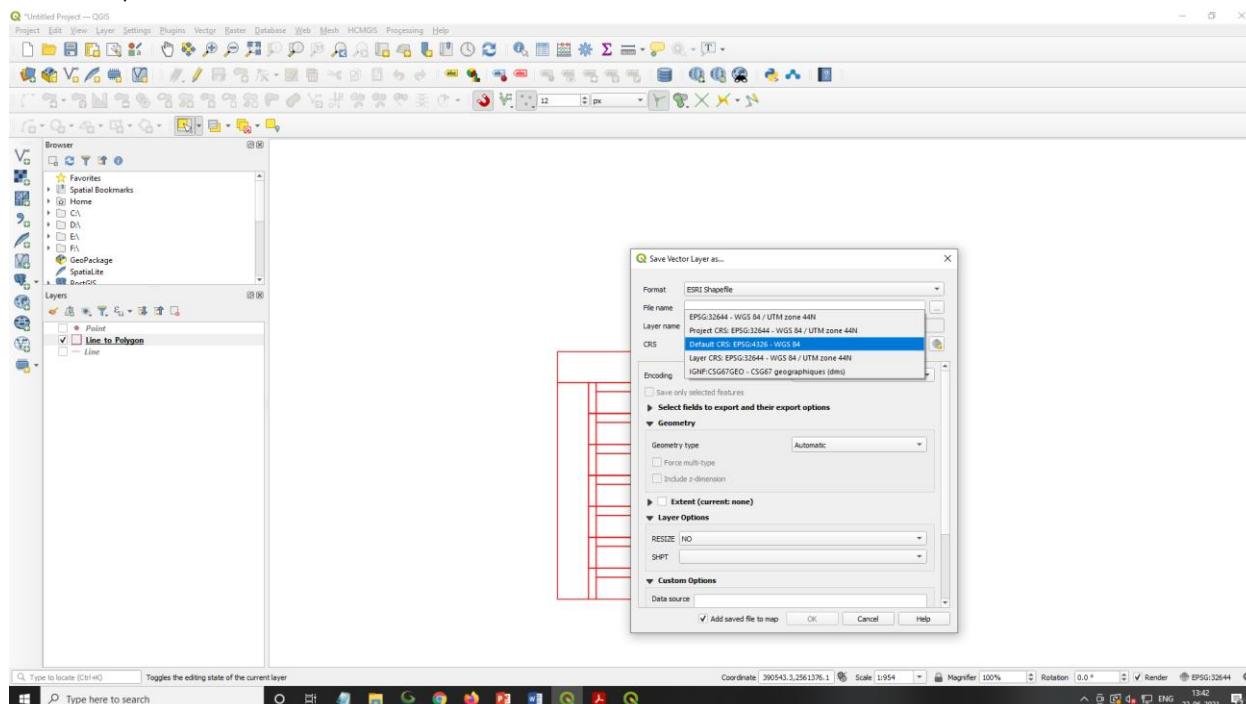 *Untitled Project — QGIS
Project Edit View Layer Settings Plugins Vector Raster Database Web Mesh HCMGIS Processing Help
12 px
Browser
Favorites
Spatial Bookmarks
Home
C:\
D:\
E:\
F:\
GeoPackage
SpatiaLite
PostGIS
Layers
Point
Line to Polygon
Line
Save Vector Layer as...
Format ESRI Shapefile
File name
EPSG:32644 - WGS 84 / UTM zone 44N
Layer name
Project CRS: EPSG:32644 - WGS 84 / UTM zone 44N
CRS Default CRS: EPSG:4326 - WGS 84
Layer CRS: EPSG:32644 - WGS 84 / UTM zone 44N
IGNF:CSG67GEO - CSG67 geographiques (dms)
Encoding
Save only selected features
Select fields to export and their export options
Geometry
Geometry type Automatic
Force multi-type
Include z-dimension
Extent (current: none)
Layer Options
RESIZE NO
SHPT
Custom Options
Data source
Add saved file to map OK Cancel Help
Type to locate (Ctrl+K) Toggles the editing state of the current layer Coordinate 390543.3,2561376.1 Scale 1:954 Magnifier 100% Rotation 0.0 ° Render EPSG:32644
Type here to search ENG 13:42